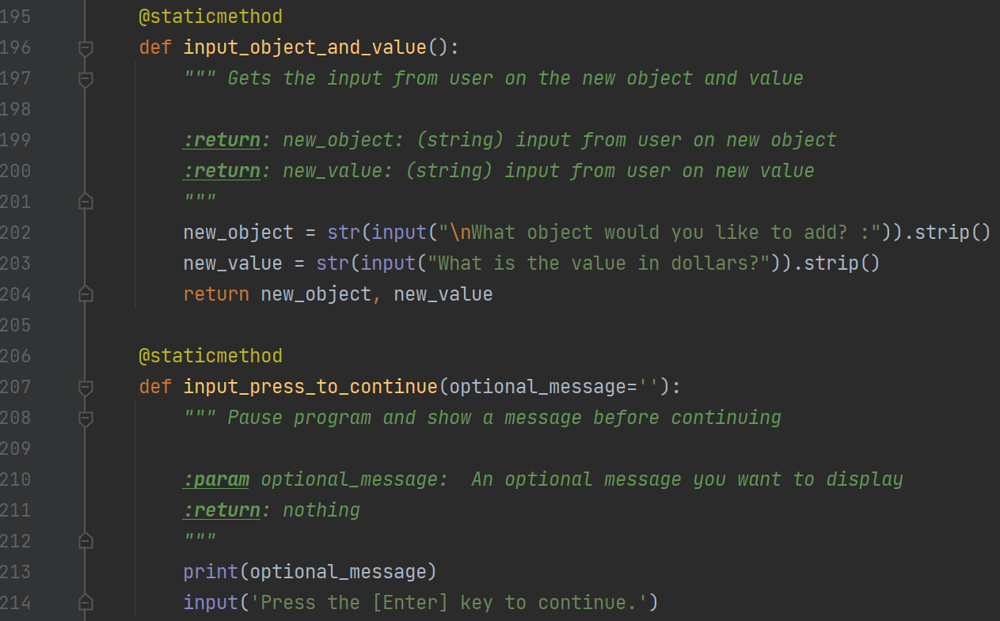 195 @staticmethod
196 def input_object_and_value():
197 """ Gets the input from user on the new object and value
198
199 :return: new_object: (string) input from user on new object
200 :return: new_value: (string) input from user on new value
201 """
202 new_object = str(input("\nWhat object would you like to add? :")).strip()
203 new_value = str(input("What is the value in dollars?")).strip()
204 return new_object, new_value
205
206 @staticmethod
207 def input_press_to_continue(optional_message=''):
208 """ Pause program and show a message before continuing
209
210 :param optional_message:  An optional message you want to display
211 :return: nothing
212 """
213 print(optional_message)
214 input('Press the [Enter] key to continue.')